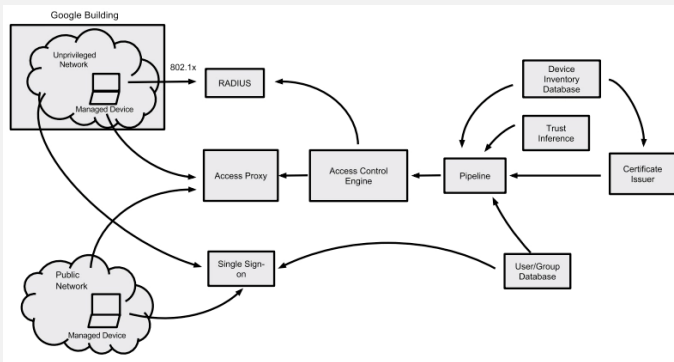 Google Building
Unprivileged
Network
Managed Device
802.1x
RADIUS
Device
Inventory
Database
Trust
Inference
Access Proxy
Access Control
Engine
Pipeline
Certificate
Issuer
Public
Network
Managed Device
Single Sign-
on
User/Group
Database